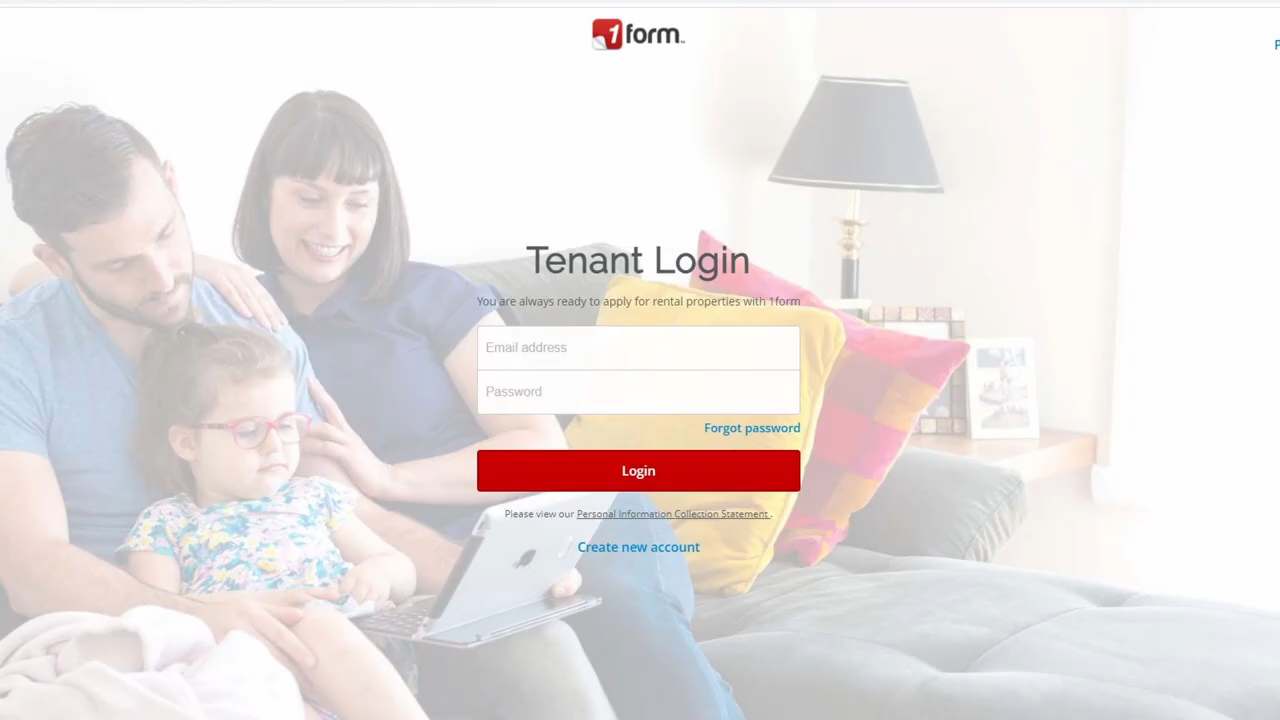 1form
P
Tenant Login
You are always ready to apply for rental properties with 1form
Email address
Password
Forgot password
Login
Please view our Personal Information Collection Statement .
Create new account